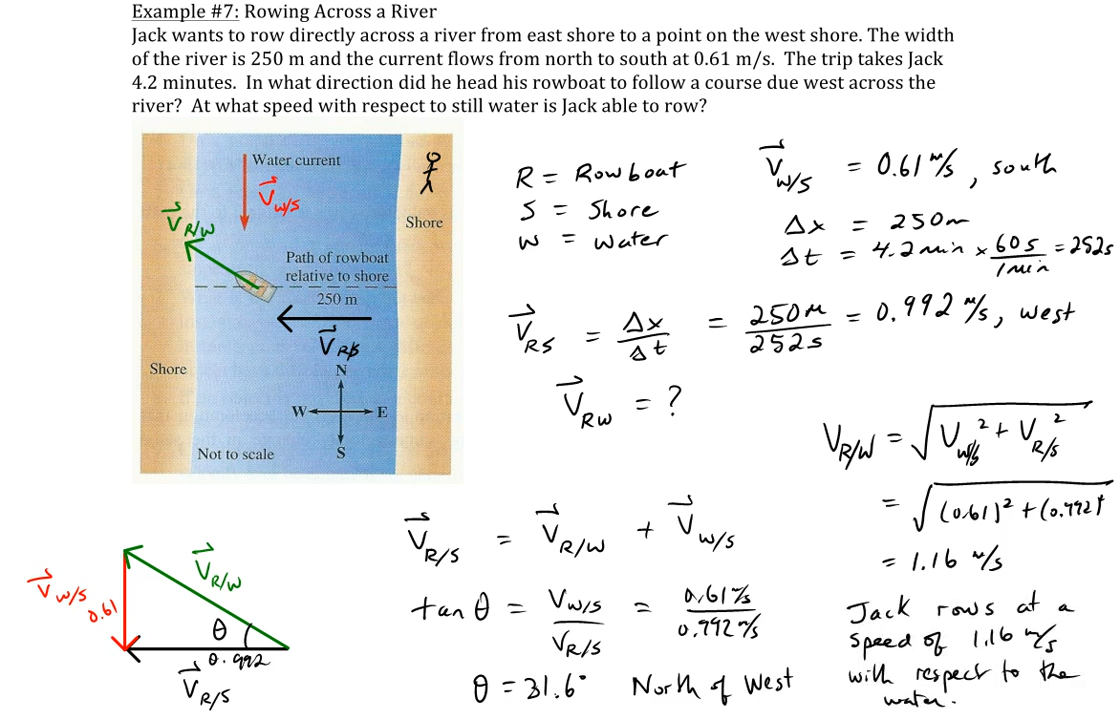 Example #7: Rowing Across a River
Jack wants to row directly across a river from east shore to a point on the west shore. The width
of the river is 250 m and the current flows from north to south at 0.61 m/s. The trip takes Jack
4.2 minutes. In what direction did he head his rowboat to follow a course due west across the
river? At what speed with respect to still water is Jack able to row?
Water current
V⃗ W/S
V⃗ R/W
Shore
Path of rowboat
relative to shore
250 m
V⃗ R/S
Shore
N
W E
S
Not to scale
R = Rowboat
S = Shore
W = Water
V⃗ W/S = 0.61 m/s, south
Δx = 250m
Δt = 4.2 min × 60 s / 1 min = 252s
V⃗ RS = Δx / Δt = 250m / 252s = 0.992 m/s, west
V⃗ RW = ?
V R/W = √(V W/S ² + V R/S ²)
= √((0.61)² + (0.992)²
= 1.16 m/s
Jack rows at a
speed of 1.16 m/s
with respect to the
water.
V⃗ R/S = V⃗ R/W + V⃗ W/S
tan θ = V W/S / V R/S = 0.61 m/s / 0.992 m/s
θ = 31.6° North of West
V⃗ W/S 0.61
V⃗ R/W
θ
0.992
V⃗ R/S